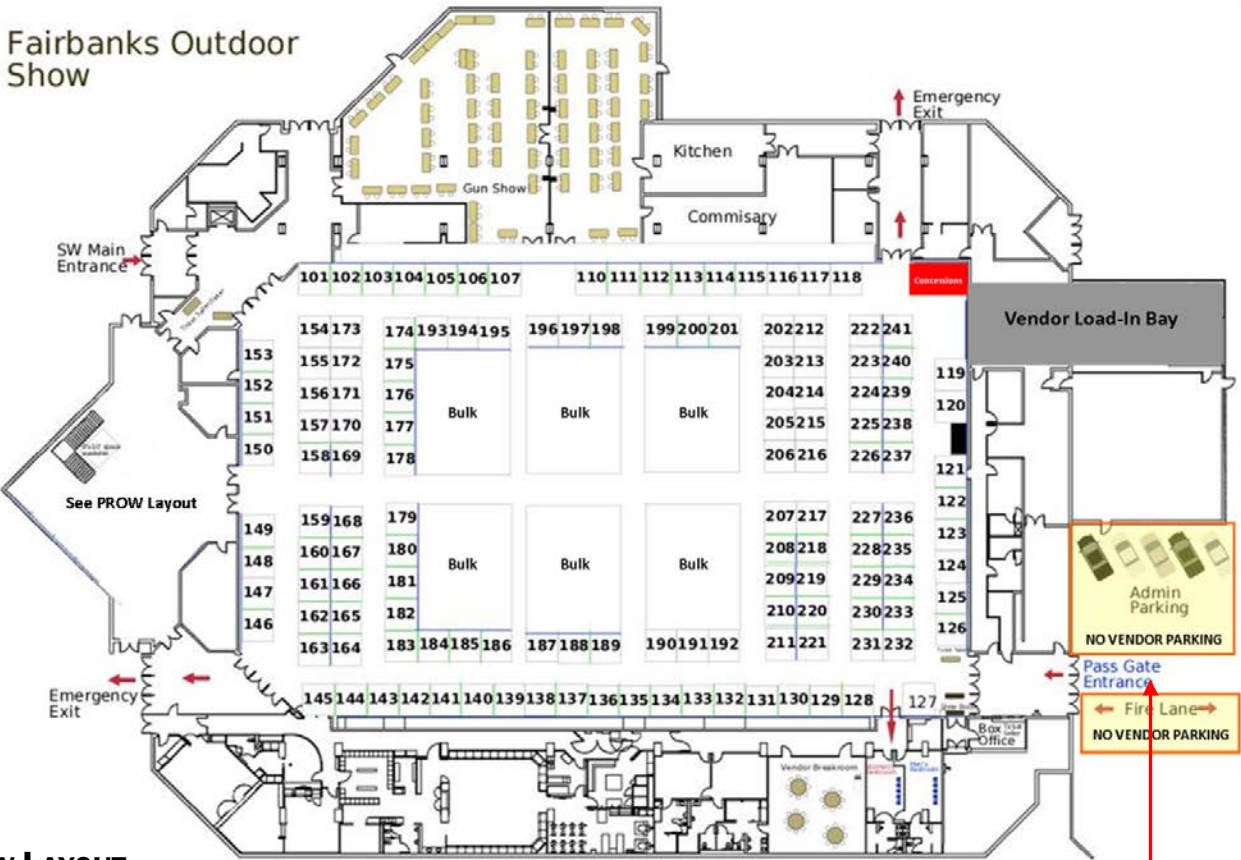 Fairbanks Outdoor
Show
Emergency
Exit
Kitchen
Gun Show
Commisary
SW Main
Entrance
101 102 103 104 105 106 107
110 111 112 113 114 115 116 117 118
Concessions
Vendor Load-In Bay
154 173 174 193 194 195 196 197 198 199 200 201 202 212 222 241
153 155 172 175 203 213 223 240 119
152 156 171 176 204 214 224 239 120
Bulk Bulk Bulk
151 157 170 177 205 215 225 238
150 158 169 178 206 216 226 237 121
122
See PROW Layout
149 159 168 179 207 217 227 236 123
148 160 167 180 208 218 228 235 124
Bulk Bulk Bulk
147 161 166 181 209 219 229 234 125
146 162 165 182 210 220 230 233 126
163 164 183 184 185 186 187 188 189 190 191 192 211 221 231 232
Admin
Parking
NO VENDOR PARKING
Pass Gate
Entrance
Emergency
Exit
145 144 143 142 141 140 139 138 137 136 135 134 133 132 131 130 129 128 127
Fire Lane
NO VENDOR PARKING
Box
Office
Vendor Breakroom
LAYOUT